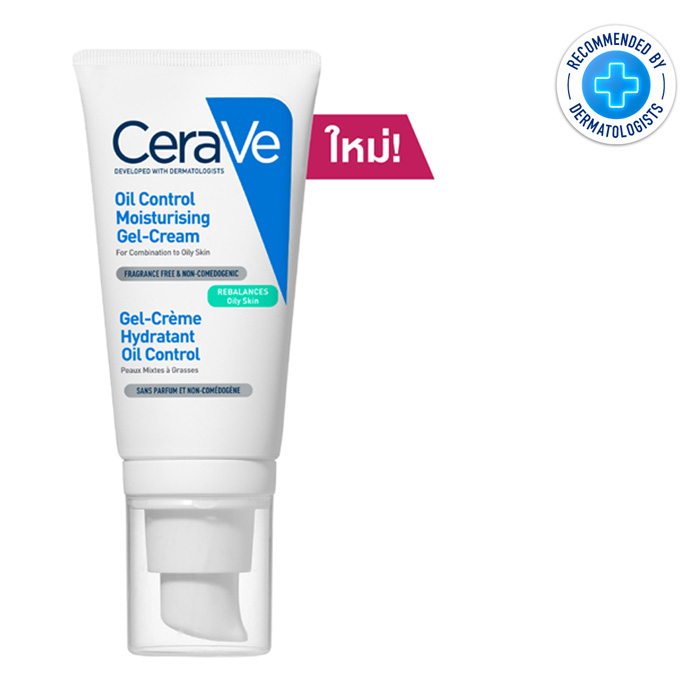 CeraVe
DEVELOPED WITH DERMATOLOGISTS
Oil Control
Moisturising
Gel-Cream
For Combination to Oily Skin
FRAGRANCE FREE & NON-COMEDOGENIC
REBALANCES
Oily Skin
Gel-Crème
Hydratant
Oil Control
Peaux Mixtes à Grasses
SANS PARFUM ET NON-COMÉDOGÈNE
ใหม่!
RECOMMENDED BY
DERMATOLOGISTS